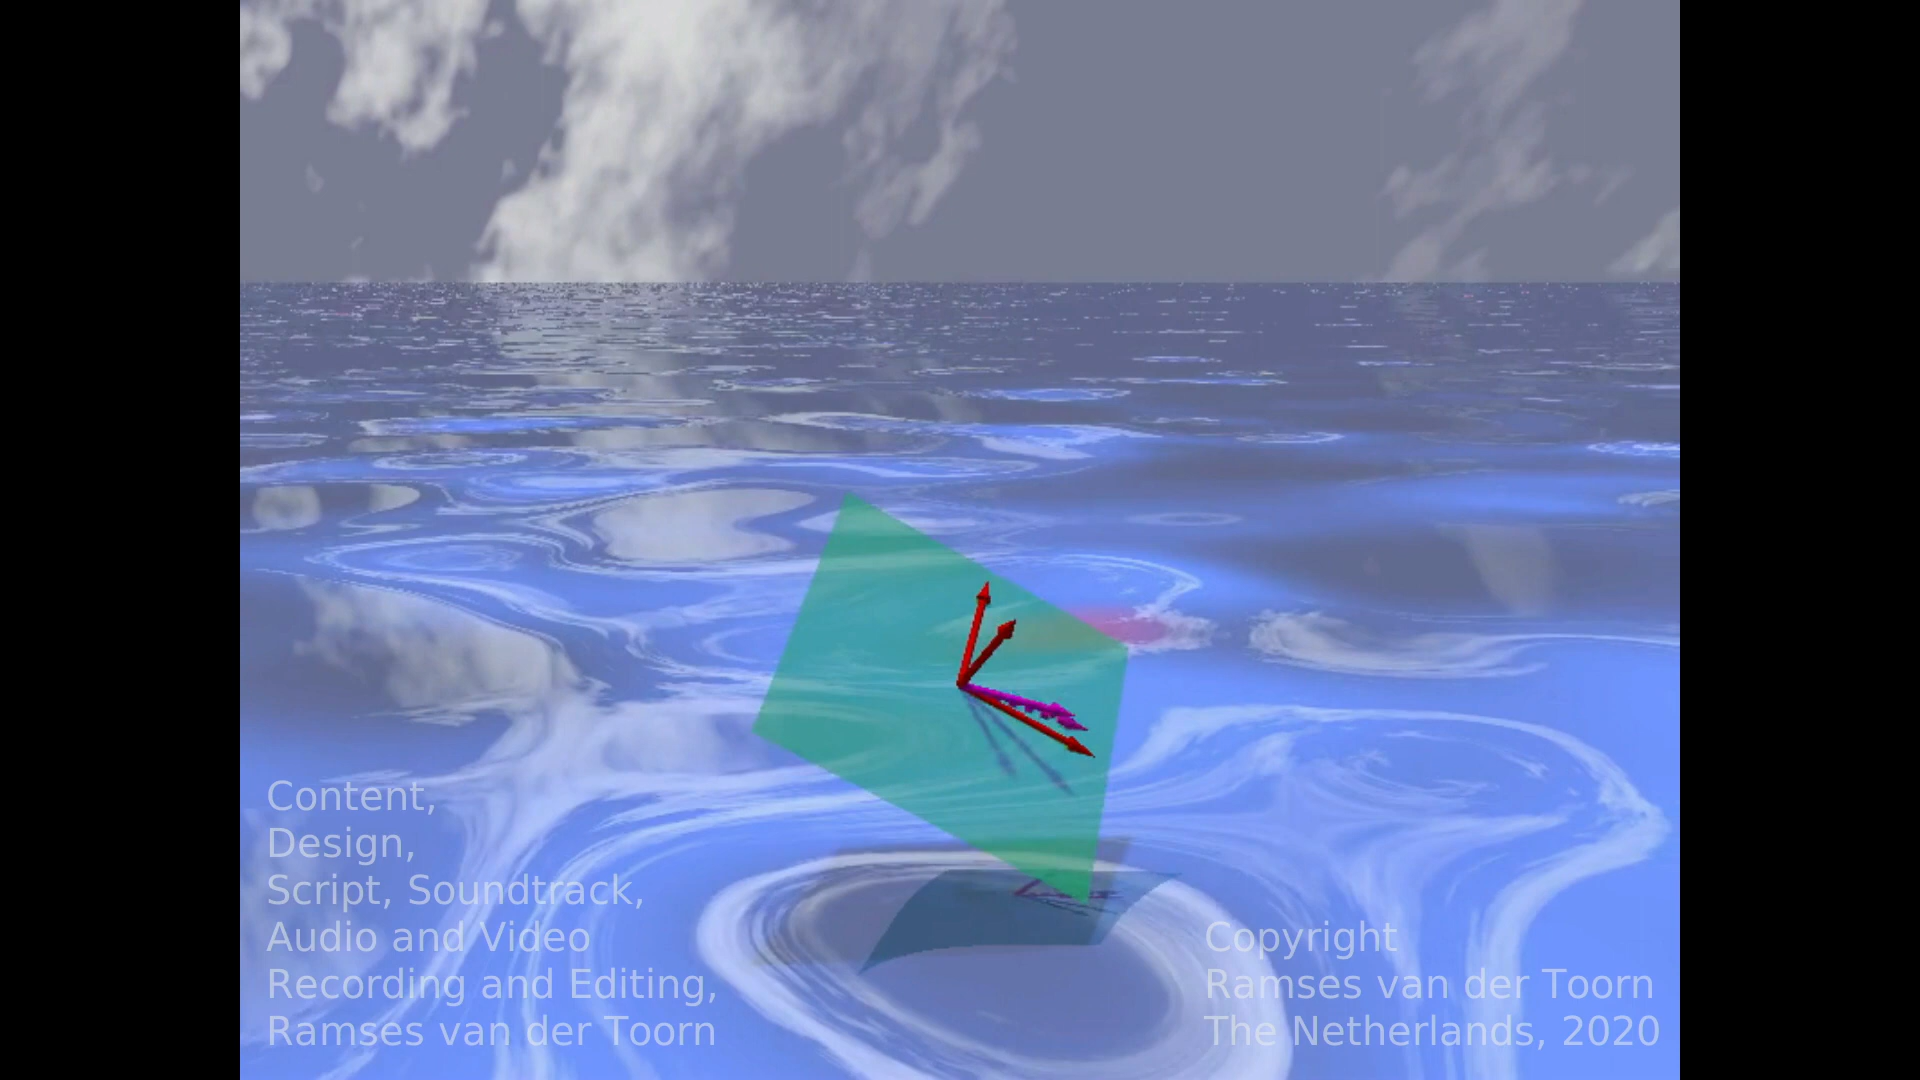 Content,
Design,
Script, Soundtrack,
Audio and Video
Recording and Editing,
Ramses van der Toorn
Copyright
Ramses van der Toorn
The Netherlands, 2020